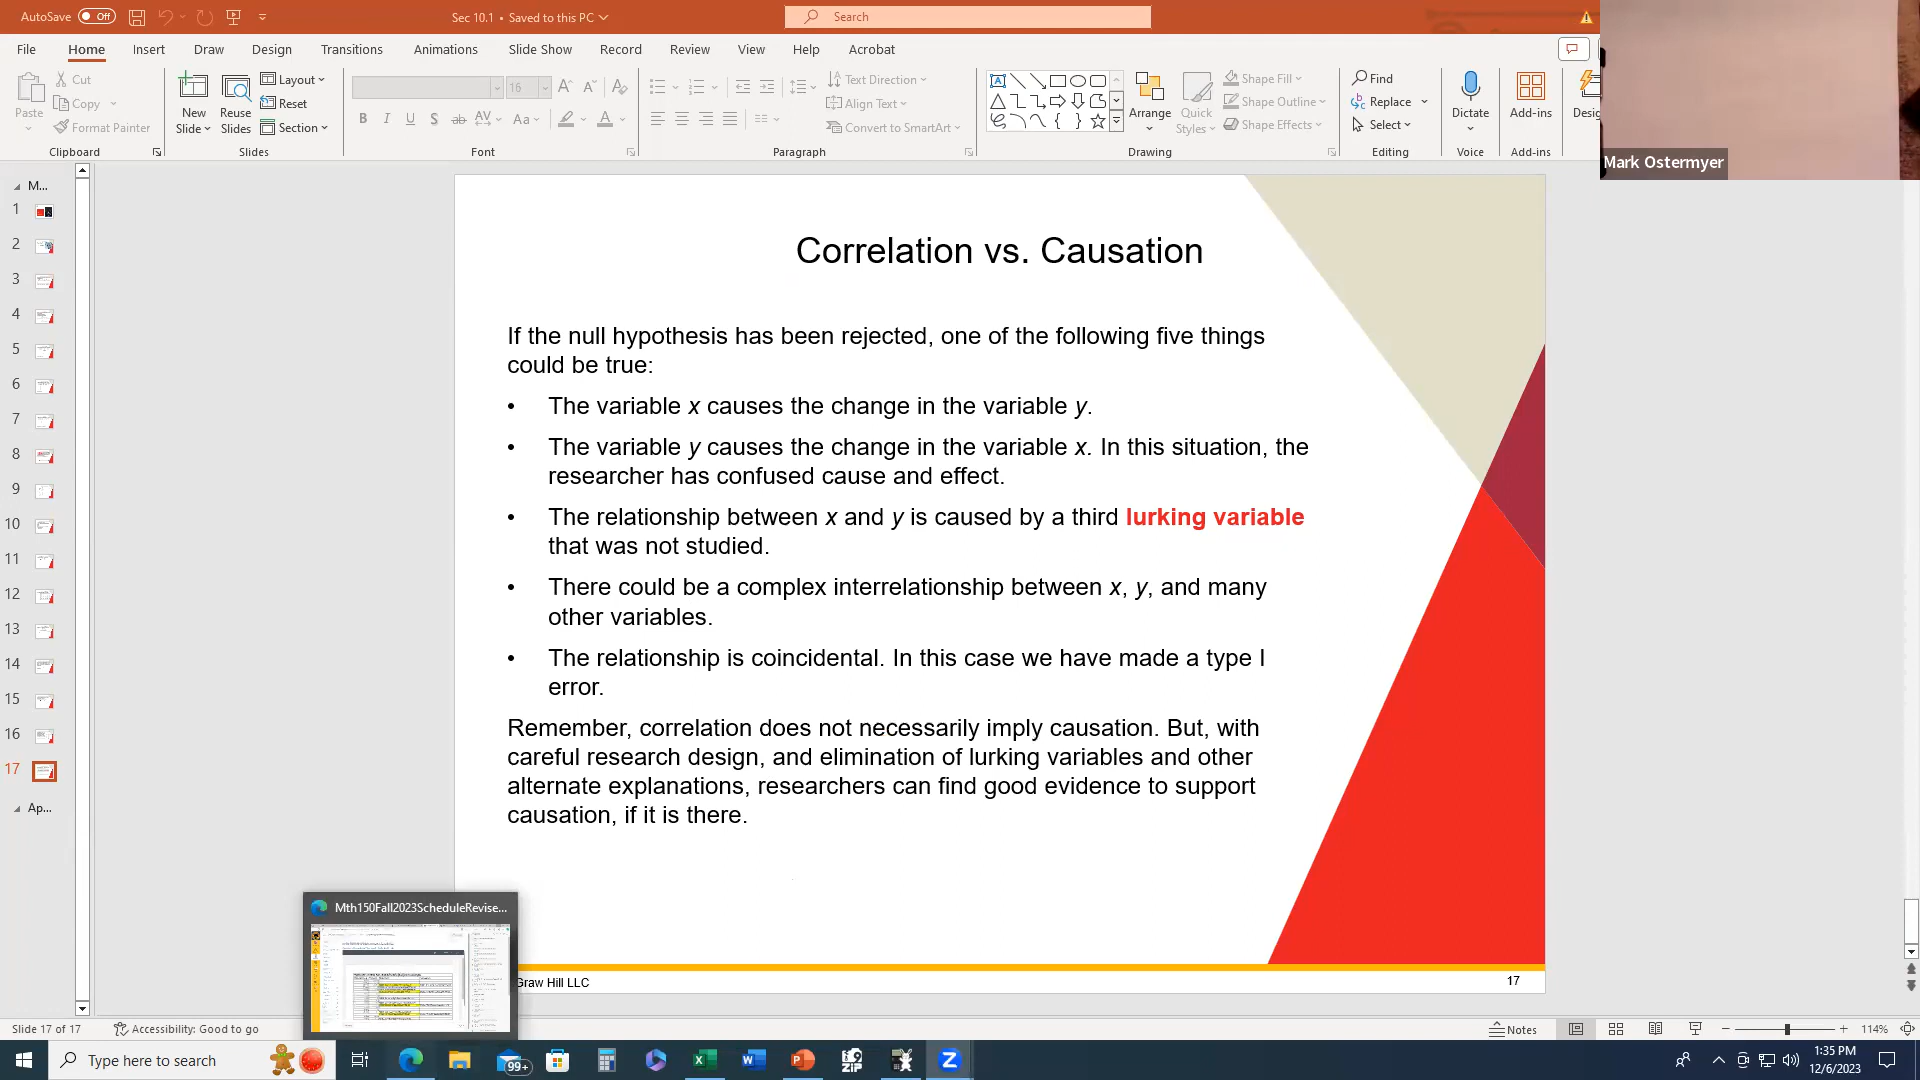 AutoSave Off
Sec 10.1 • Saved to this PC
Search
File Home Insert Draw Design Transitions Animations Slide Show Record Review View Help Acrobat
Paste
Cut
Copy
Format Painter
Clipboard
New Slide
Reuse Slides
Layout
Reset
Section
Slides
16
Font
Text Direction
Align Text
Convert to SmartArt
Paragraph
Arrange
Quick Styles
Shape Fill
Shape Outline
Shape Effects
Drawing
Find
Replace
Select
Editing
Dictate
Voice
Add-ins
Add-ins
Mark Ostermyer
M...
1
2
3
4
5
6
7
8
9
10
11
12
13
14
15
16
17
Ap...
Correlation vs. Causation
If the null hypothesis has been rejected, one of the following five things
could be true:
• The variable x causes the change in the variable y.
• The variable y causes the change in the variable x. In this situation, the
researcher has confused cause and effect.
• The relationship between x and y is caused by a third lurking variable
that was not studied.
• There could be a complex interrelationship between x, y, and many
other variables.
• The relationship is coincidental. In this case we have made a type I
error.
Remember, correlation does not necessarily imply causation. But, with
careful research design, and elimination of lurking variables and other
alternate explanations, researchers can find good evidence to support
causation, if it is there.
Graw Hill LLC
17
Mth150Fall2023ScheduleRevise...
Slide 17 of 17
Accessibility: Good to go
Notes
114%
Type here to search
99+
1:35 PM
12/6/2023